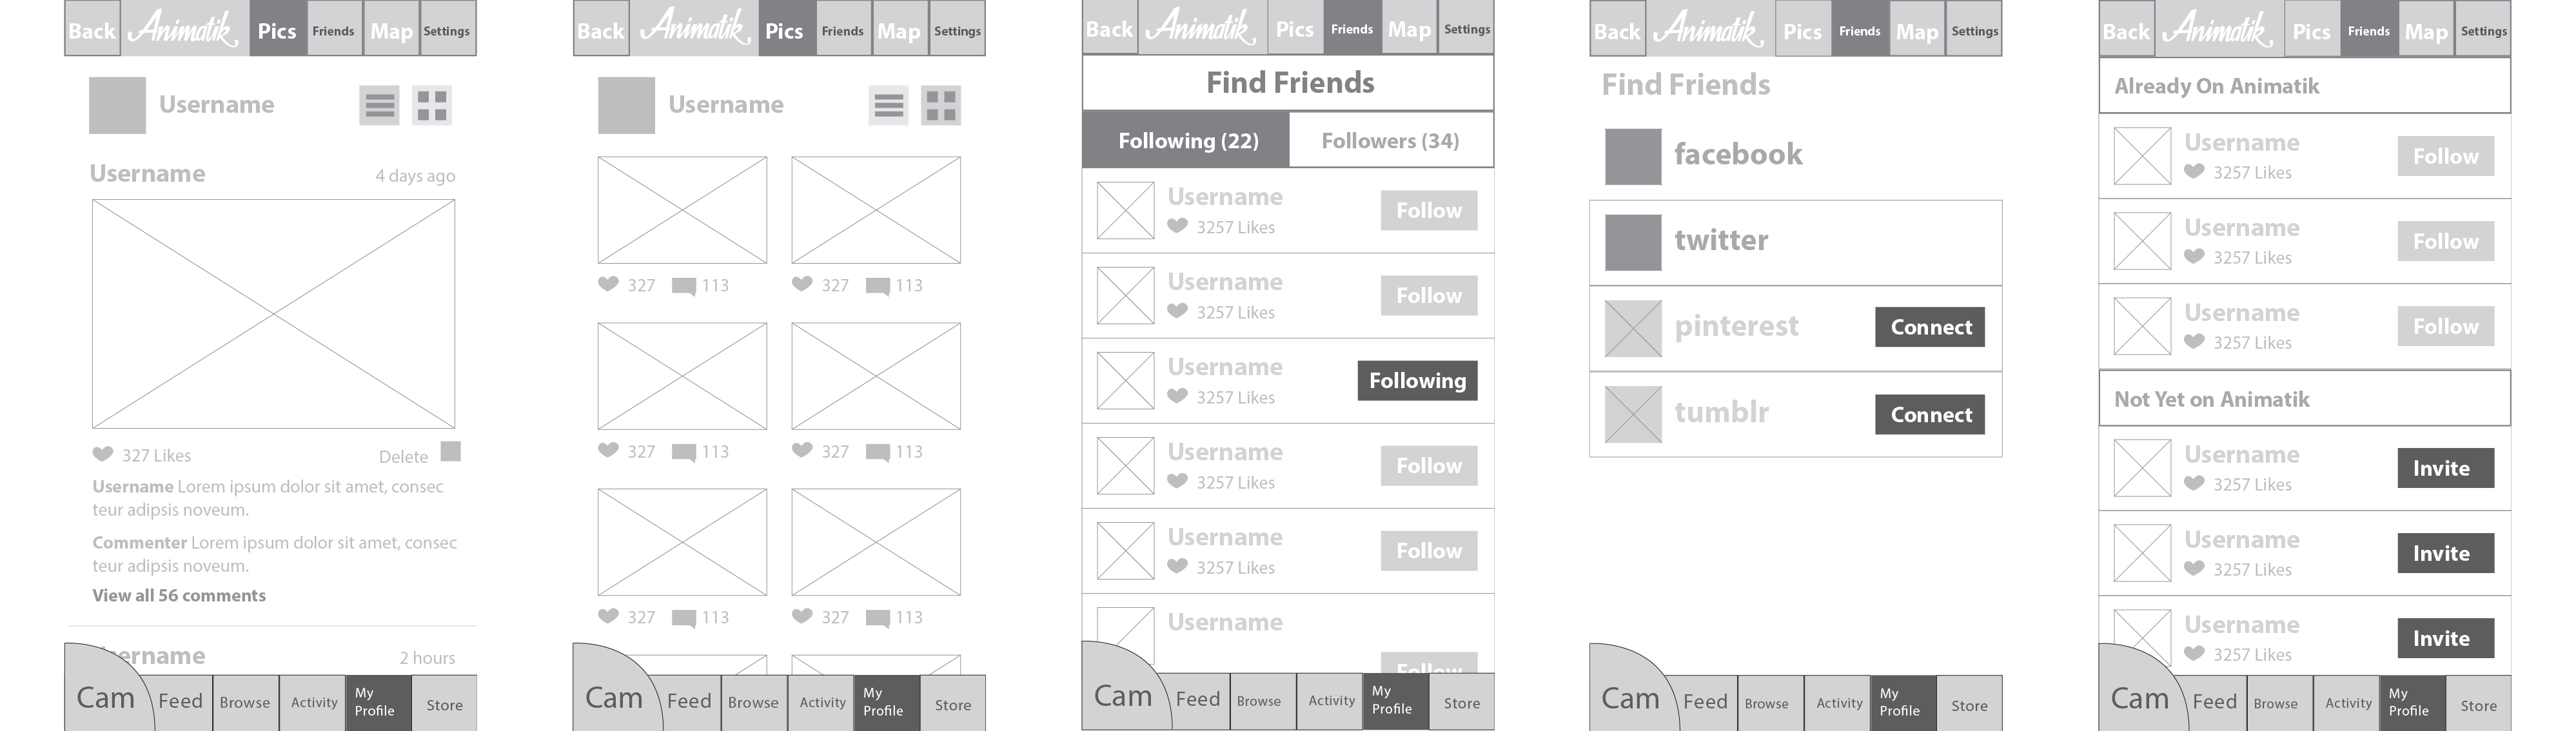 Back Animatik Pics Friends Map Settings
Username
Username 4 days ago
327 Likes Delete
Username Lorem ipsum dolor sit amet, consec
teur adipsis noveum.
Commenter Lorem ipsum dolor sit amet, consec
teur adipsis noveum.
View all 56 comments
ername 2 hours
Cam Feed Browse Activity My Profile Store
Back Animatik Pics Friends Map Settings
Username
327 113 327 113
327 113 327 113
327 113 327 113
Cam Feed Browse Activity My Profile Store
Back Animatik Pics Friends Map Settings
Find Friends
Following (22) Followers (34)
Username
3257 Likes Follow
Username
3257 Likes Follow
Username
3257 Likes Following
Username
3257 Likes Follow
Username
3257 Likes Follow
Username
Follow
Cam Feed Browse Activity My Profile Store
Back Animatik Pics Friends Map Settings
Find Friends
facebook
twitter
pinterest Connect
tumblr Connect
Cam Feed Browse Activity My Profile Store
Back Animatik Pics Friends Map Settings
Already On Animatik
Username
3257 Likes Follow
Username
3257 Likes Follow
Username
3257 Likes Follow
Not Yet on Animatik
Username
3257 Likes Invite
Username
3257 Likes Invite
Username
3257 Likes Invite
Cam Feed Browse Activity My Profile Store